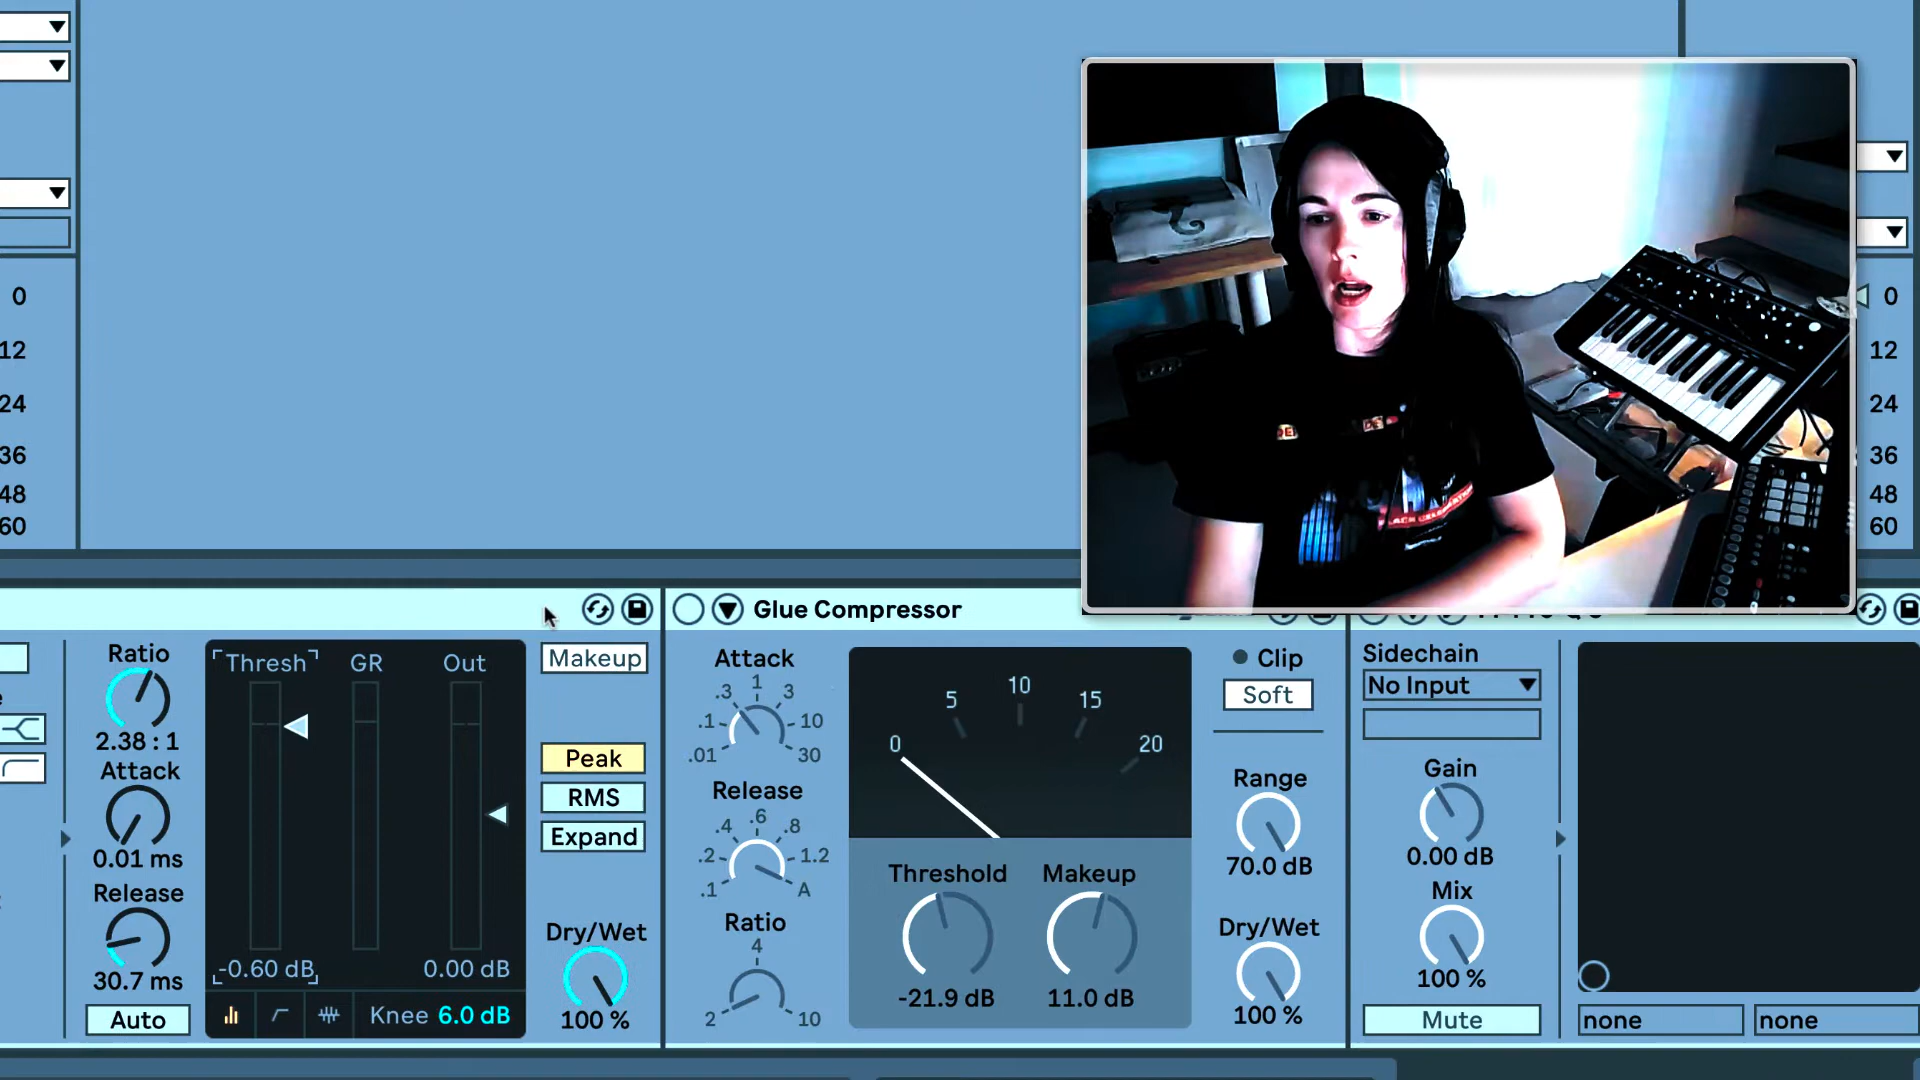 0
12
24
36
48
60
0
12
24
36
48
60
BLACK CELEBRATION
Ratio
2.38 : 1
Attack
0.01 ms
Release
30.7 ms
Auto
Thresh
GR
Out
-0.60 dB
0.00 dB
Knee 6.0 dB
Makeup
Peak
RMS
Expand
Dry/Wet
100 %
Glue Compressor
Attack
.01
.1
.3
1
3
10
30
Release
.1
.2
.4
.6
.8
1.2
A
Ratio
2
4
10
0
5
10
15
20
Threshold
-21.9 dB
Makeup
11.0 dB
Clip
Soft
Range
70.0 dB
Dry/Wet
100 %
Sidechain
No Input
Gain
0.00 dB
Mix
100 %
Mute
none
none